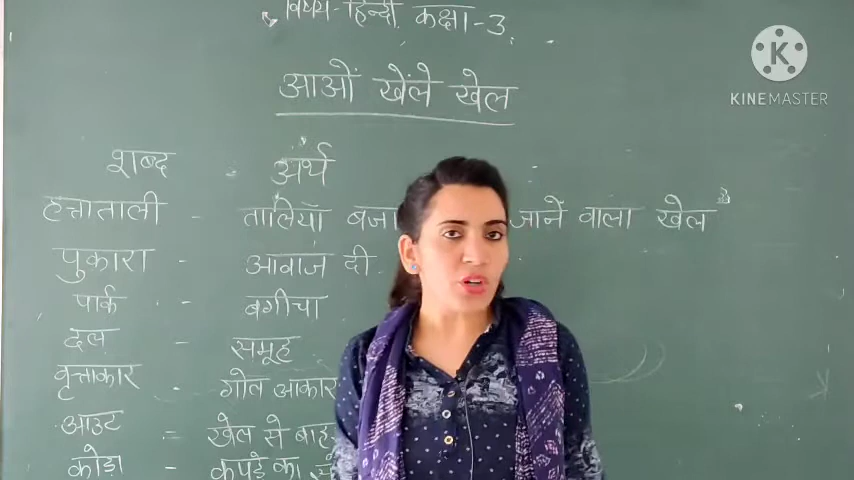 विषय-हिन्दी कक्षा-3.
आओं खेंले खेल
शब्द - अर्थ
हत्ताताली - तालियाँ बजा जाने वाला खेल
पुकारा - आवाज दी.
पार्क - बगीचा
दल - समूह
वृत्ताकार - गोल आकार
आउट = खेल से बाह
कोड़ा - कपड़े का
K
KINEMASTER